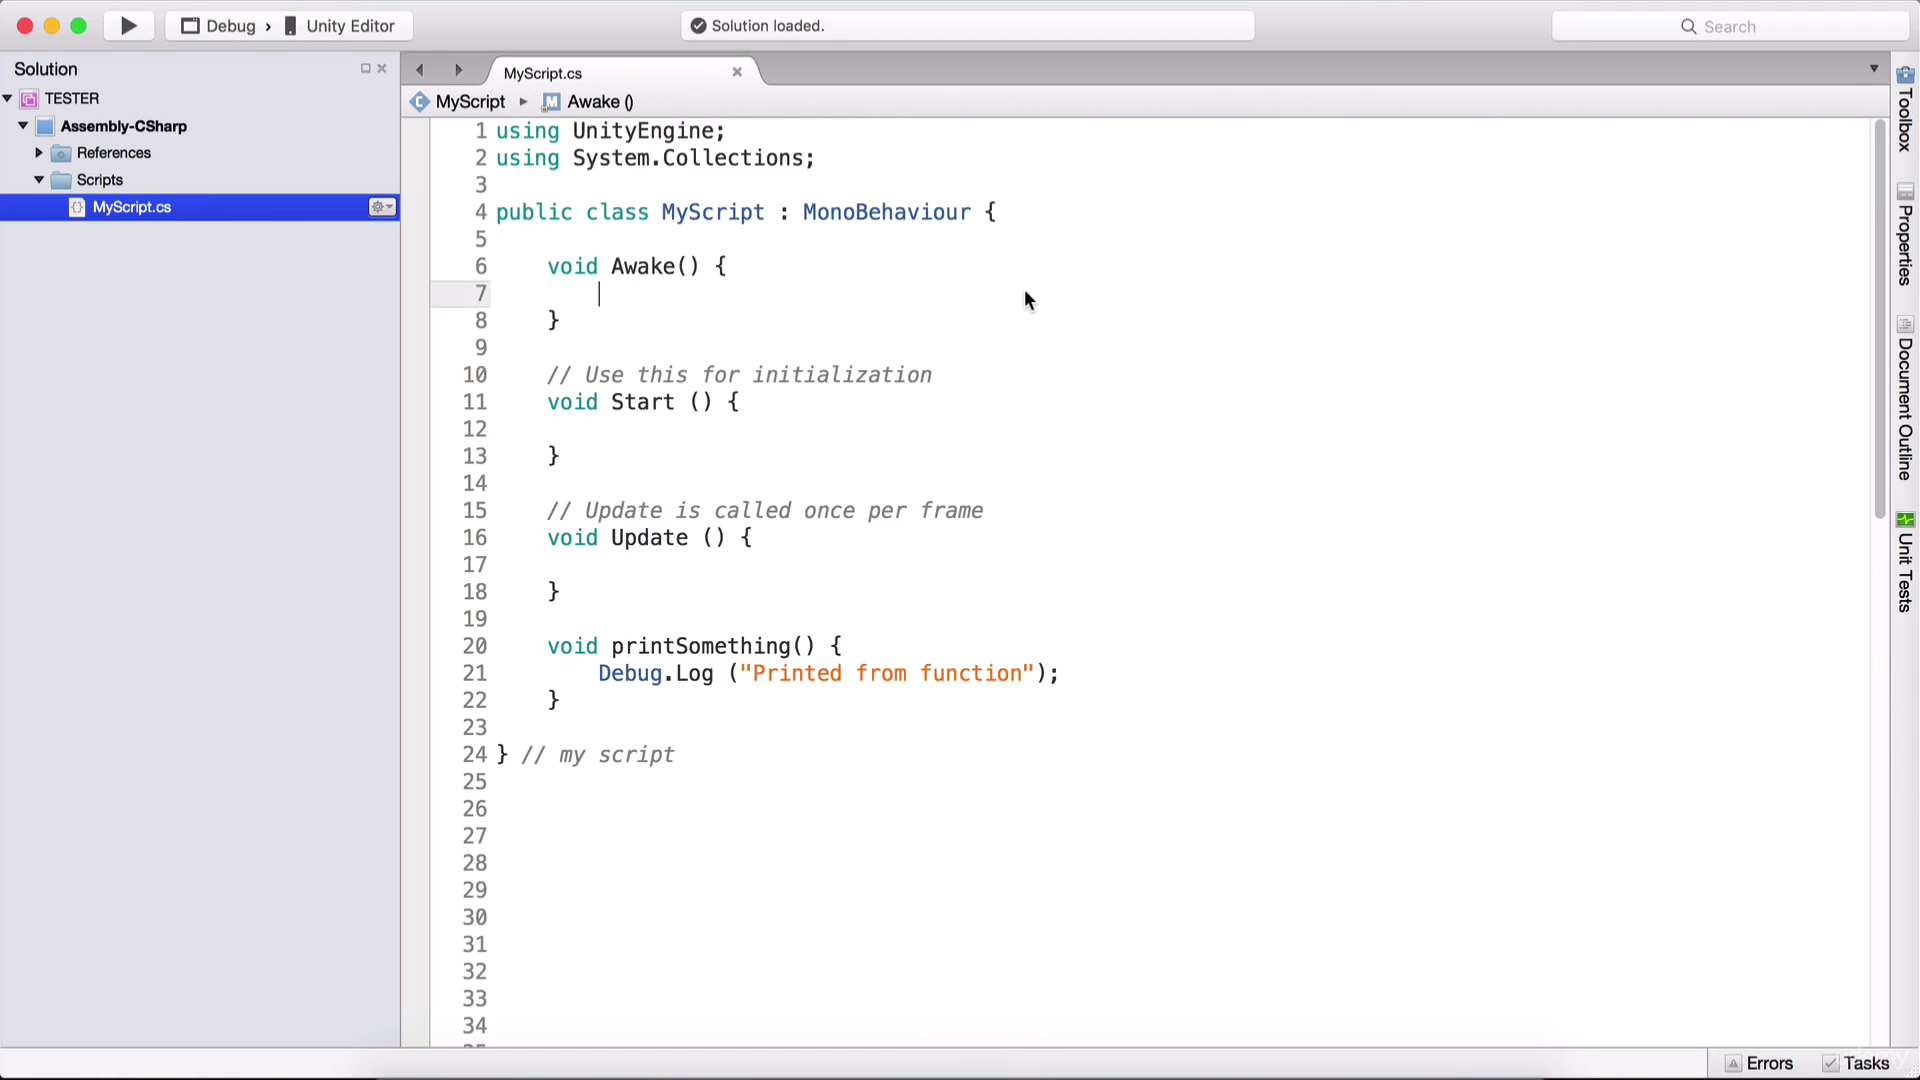 Debug › Unity Editor
Solution loaded.
Search
Solution
TESTER
Assembly-CSharp
References
Scripts
MyScript.cs
MyScript.cs
MyScript ▸ Awake ()
1 using UnityEngine;
2 using System.Collections;
3
4 public class MyScript : MonoBehaviour {
5
6 void Awake() {
7
8 }
9
10 // Use this for initialization
11 void Start () {
12
13 }
14
15 // Update is called once per frame
16 void Update () {
17
18 }
19
20 void printSomething() {
21 Debug.Log ("Printed from function");
22 }
23
24 } // my script
25
26
27
28
29
30
31
32
33
34
Toolbox
Properties
Document Outline
Unit Tests
Errors
Tasks